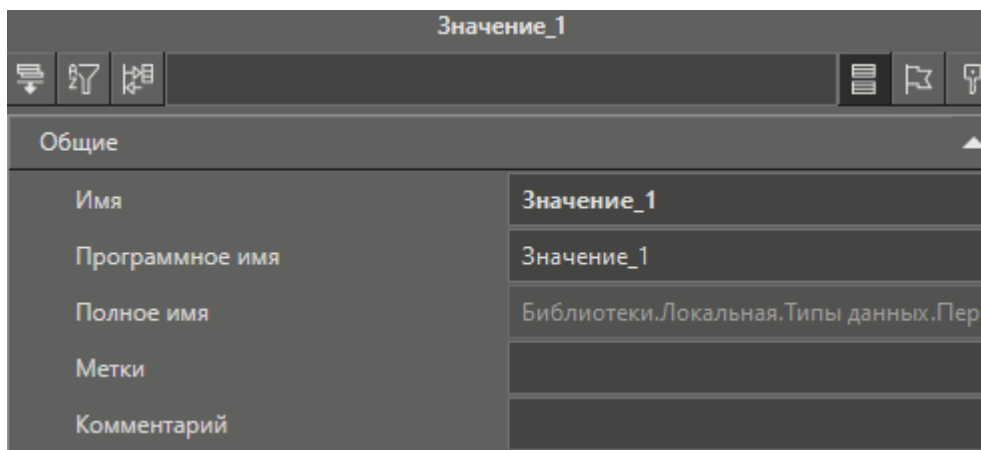 Значение_1
Общие
Имя Значение_1
Программное имя Значение_1
Полное имя Библиотеки.Локальная.Типы данных.Пер
Метки
Комментарий